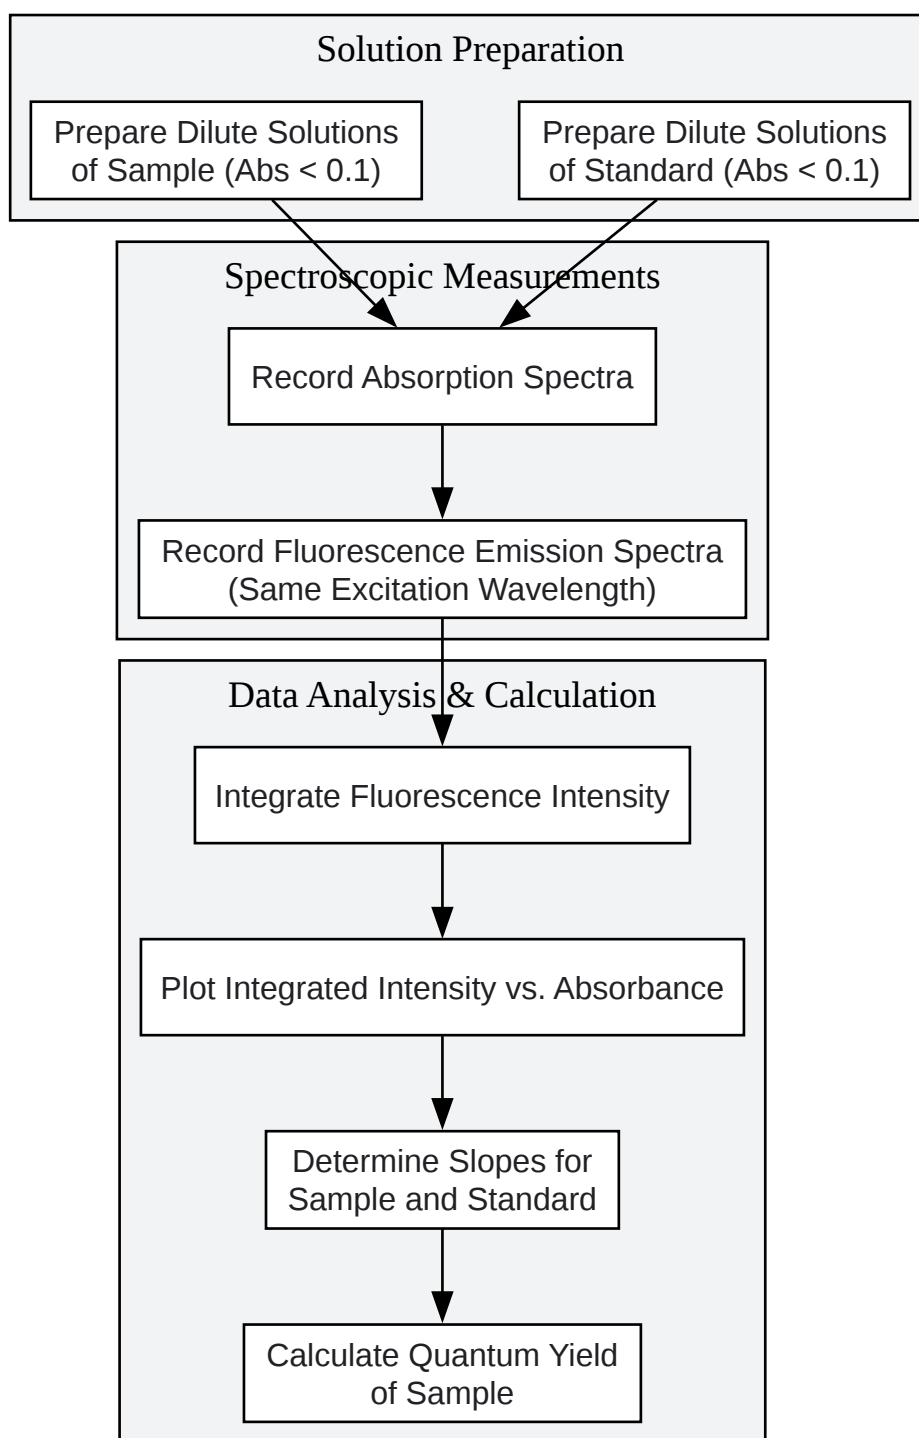 Solution Preparation
Prepare Dilute Solutions
of Sample (Abs < 0.1)
Prepare Dilute Solutions
of Standard (Abs < 0.1)
Spectroscopic Measurements
Record Absorption Spectra
Record Fluorescence Emission Spectra
(Same Excitation Wavelength)
Data Analysis & Calculation
Integrate Fluorescence Intensity
Plot Integrated Intensity vs. Absorbance
Determine Slopes for
Sample and Standard
Calculate Quantum Yield
of Sample